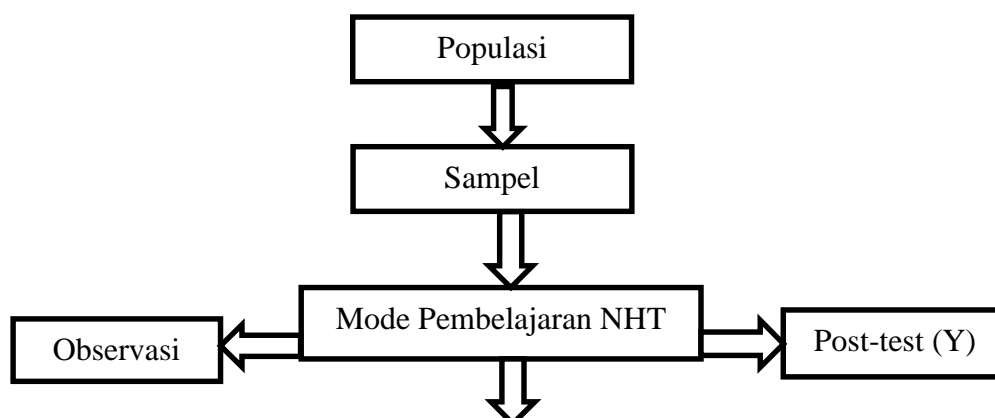 Populasi
Sampel
Mode Pembelajaran NHT
Observasi
Post-test (Y)